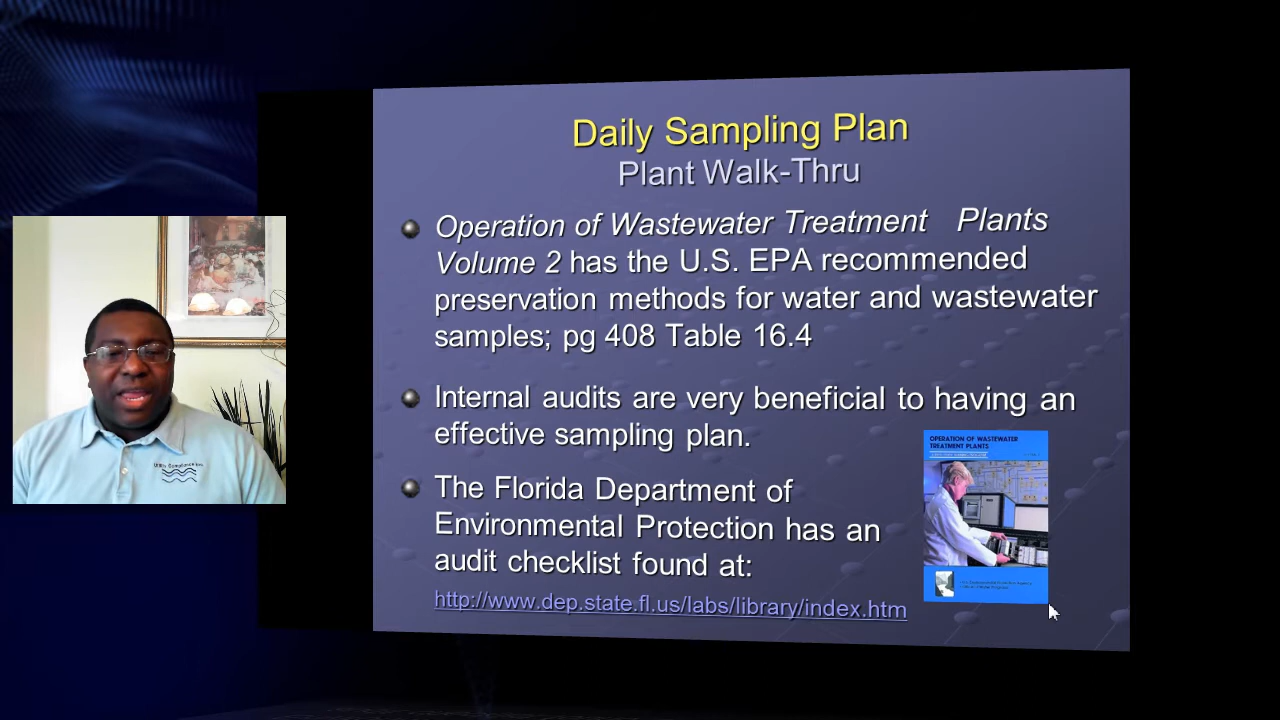 Daily Sampling Plan
Plant Walk-Thru
Operation of Wastewater Treatment Plants
Volume 2 has the U.S. EPA recommended
preservation methods for water and wastewater
samples; pg 408 Table 16.4
Internal audits are very beneficial to having an
effective sampling plan.
OPERATION OF WASTEWATER
TREATMENT PLANTS
The Florida Department of
Environmental Protection has an
audit checklist found at:
http://www.dep.state.fl.us/labs/library/index.htm